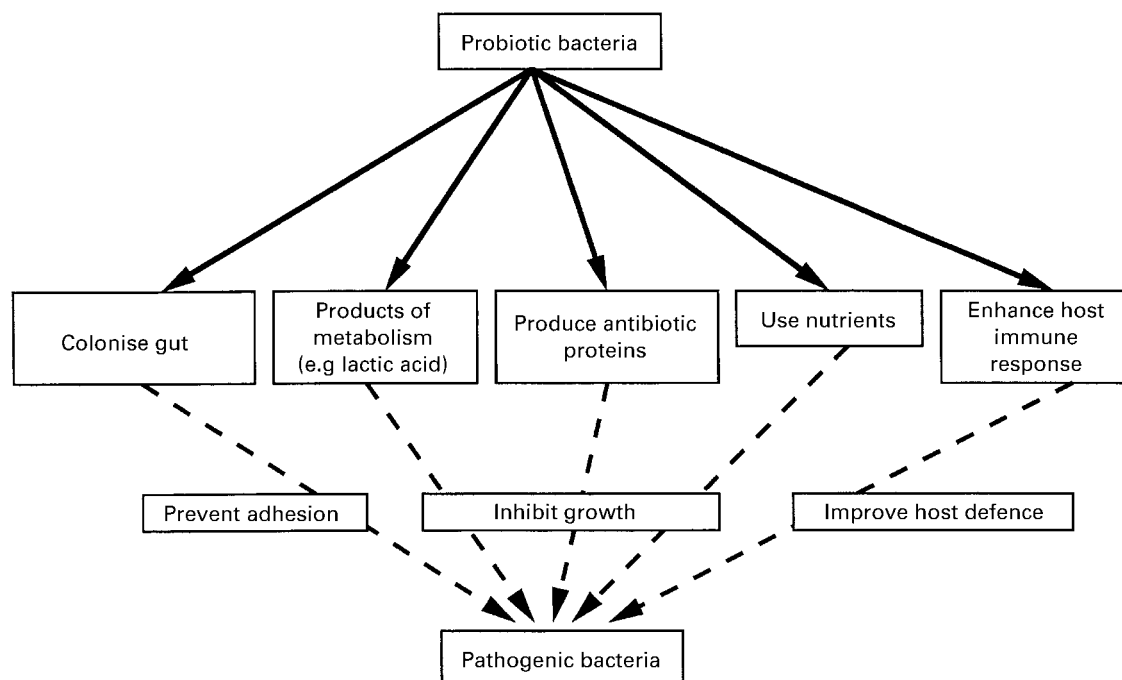 Probiotic bacteria
Colonise gut
Products of
metabolism
(e.g lactic acid)
Produce antibiotic
proteins
Use nutrients
Enhance host
immune
response
Prevent adhesion
Inhibit growth
Improve host defence
Pathogenic bacteria